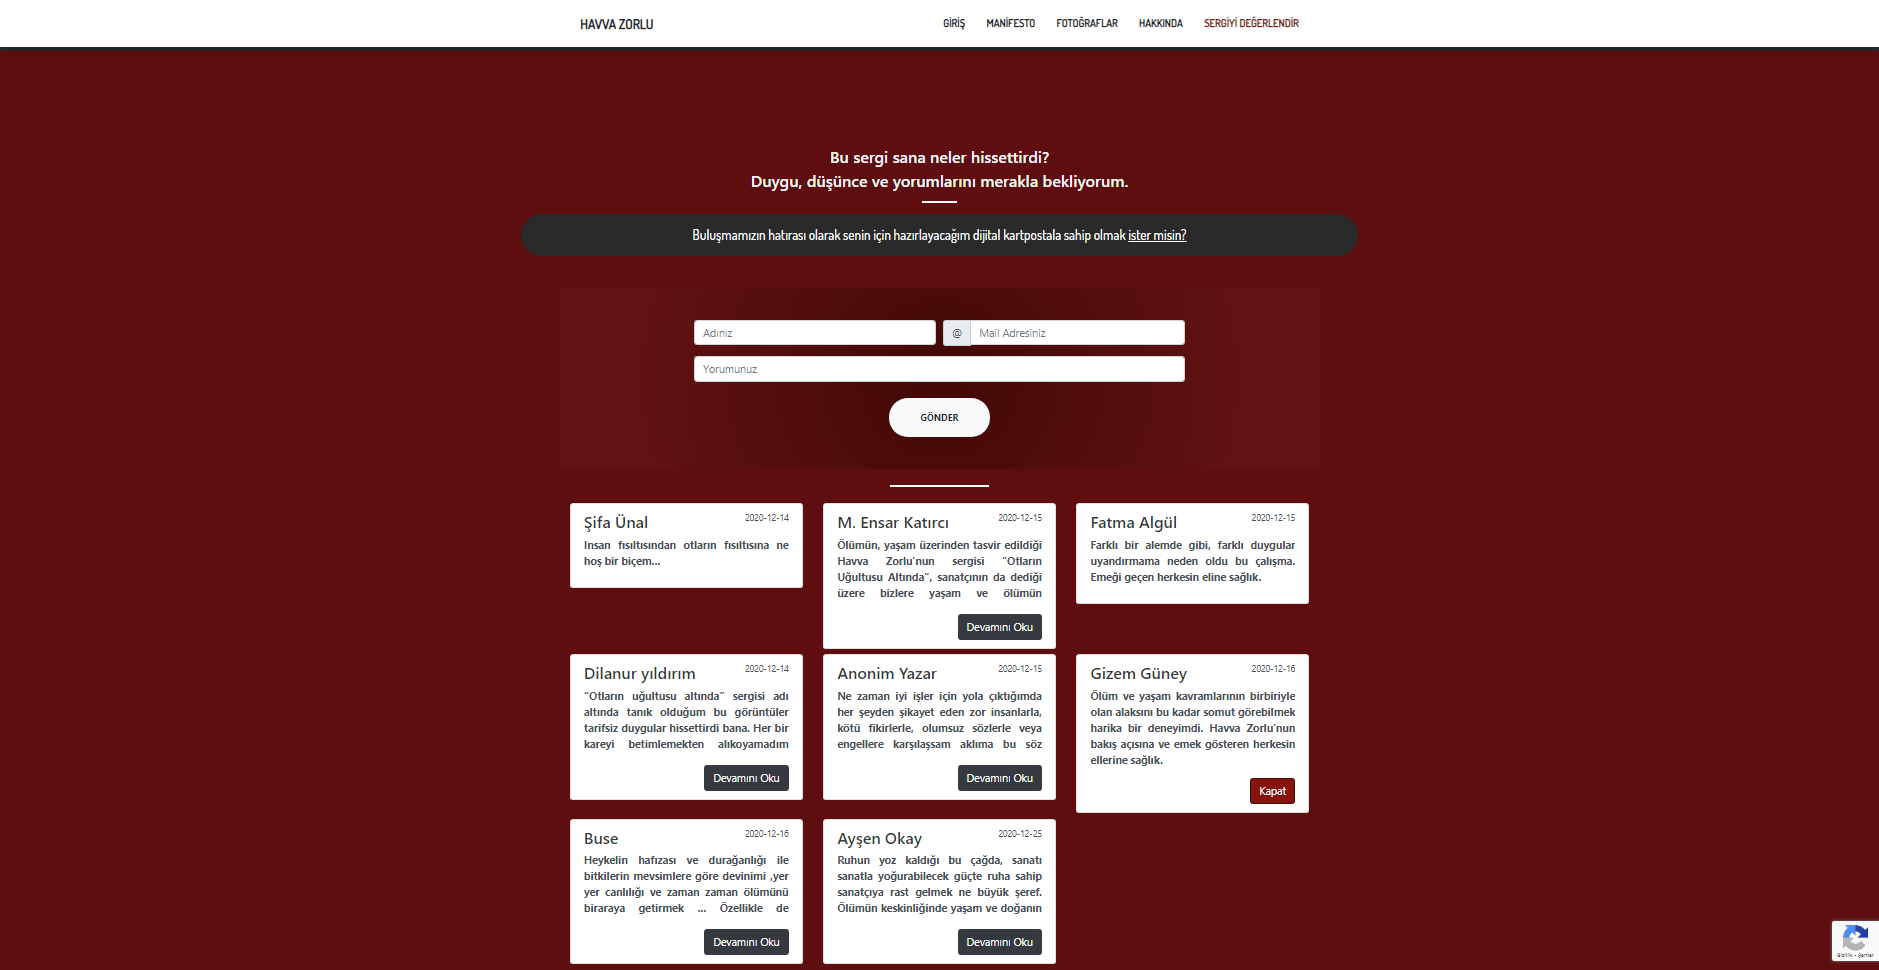 HAVVA ZORLU
GİRİŞ
MANİFESTO
FOTOĞRAFLAR
HAKKINDA
SERGİYİ DEĞERLENDİR
Bu sergi sana neler hissettirdi?
Duygu, düşünce ve yorumlarını merakla bekliyorum.
Buluşmamızın hatırası olarak senin için hazırlayacağım dijital kartpostala sahip olmak ister misin?
Adınız
@ Mail Adresiniz
Yorumunuz
GÖNDER
Şifa Ünal
2020-12-14
Insan fısıltısından otların fısıltısına ne
hoş bir biçem...
M. Ensar Katırcı
2020-12-15
Ölümün, yaşam üzerinden tasvir edildiği
Havva Zorlu'nun sergisi "Otların
Uğultusu Altında", sanatçının da dediği
üzere bizlere yaşam ve ölümün
Devamını Oku
Fatma Algül
2020-12-15
Farklı bir alemde gibi, farklı duygular
uyandırmama neden oldu bu çalışma.
Emeği geçen herkesin eline sağlık.
Dilanur yıldırım
2020-12-14
“Otların uğultusu altında” sergisi adı
altında tanık olduğum bu görüntüler
tarifsiz duygular hissettirdi bana. Her bir
kareyi betimlemekten alıkoyamadım
Devamını Oku
Anonim Yazar
2020-12-15
Ne zaman iyi işler için yola çıktığımda
her şeyden şikayet eden zor insanlarla,
kötü fikirlerle, olumsuz sözlerle veya
engellere karşılaşsam aklıma bu söz
Devamını Oku
Gizem Güney
2020-12-16
Ölüm ve yaşam kavramlarının birbiriyle
olan alaksını bu kadar somut görebilmek
harika bir deneyimdi. Havva Zorlu'nun
bakış açısına ve emek gösteren herkesin
ellerine sağlık.
Kapat
Buse
2020-12-16
Heykelin hafızası ve durağanlığı ile
bitkilerin mevsimlere göre devinimi ,yer
yer canlılığı ve zaman zaman ölümünü
biraraya getirmek ... Özellikle de
Devamını Oku
Ayşen Okay
2020-12-25
Ruhun yoz kaldığı bu çağda, sanatı
sanatla yoğurabilecek güçte ruha sahip
sanatçıya rast gelmek ne büyük şeref.
Ölümün keskinliğinde yaşam ve doğanın
Devamını Oku
Gizlilik - Şartlar